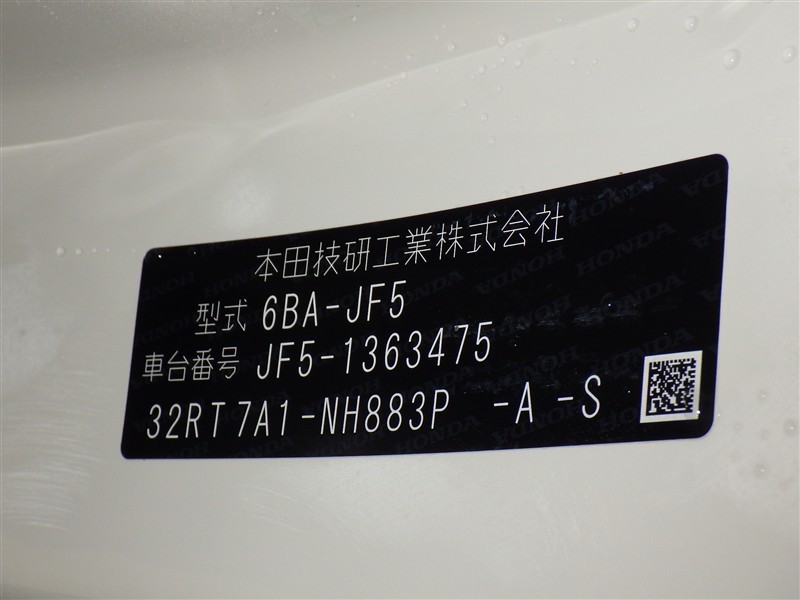 本田技研工業株式会社
型式 6BA-JF5
車台番号 JF5-1363475
32RT7A1-NH883P -A -S